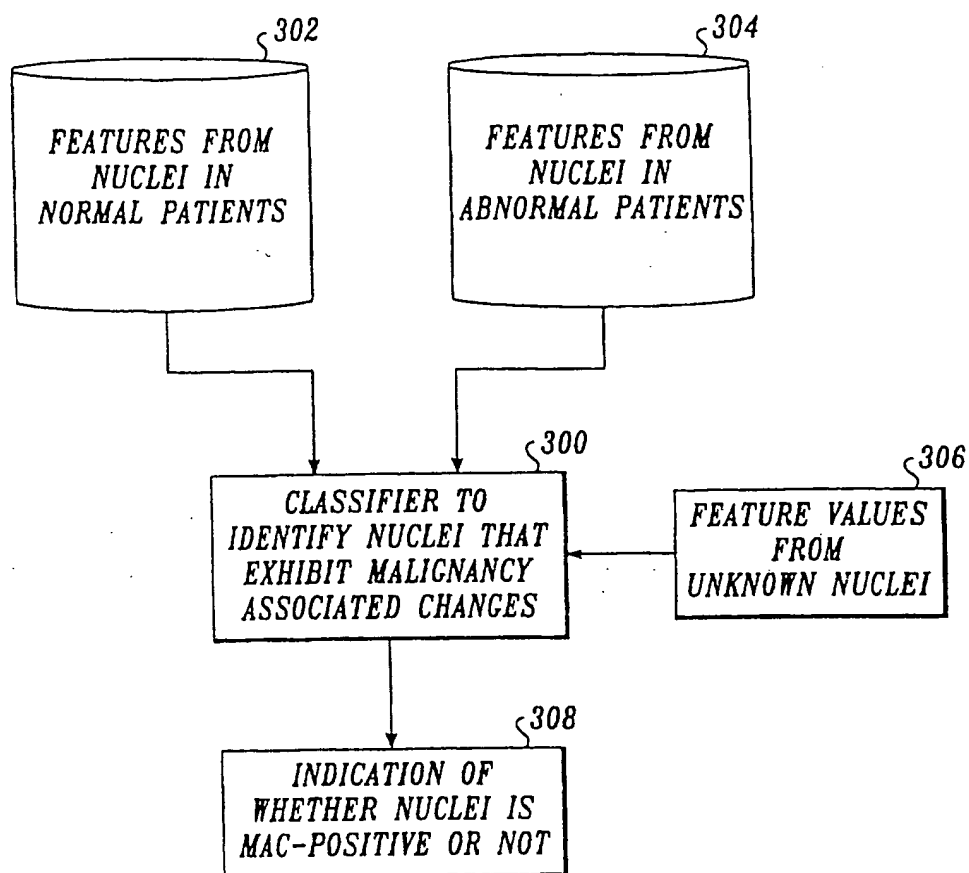 302
FEATURES FROM
NUCLEI IN
NORMAL PATIENTS
304
FEATURES FROM
NUCLEI IN
ABNORMAL PATIENTS
300
CLASSIFIER TO
IDENTIFY NUCLEI THAT
EXHIBIT MALIGNANCY
ASSOCIATED CHANGES
306
FEATURE VALUES
FROM
UNKNOWN NUCLEI
308
INDICATION OF
WHETHER NUCLEI IS
MAC-POSITIVE OR NOT